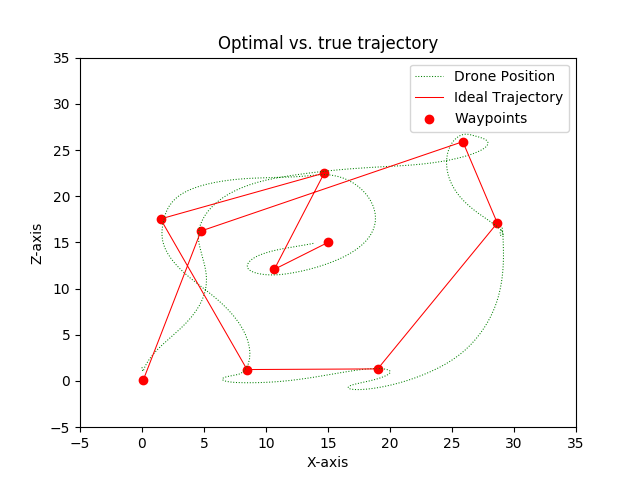 Optimal vs. true trajectory
Drone Position
Ideal Trajectory
Waypoints
Z-axis
35
30
25
20
15
10
5
0
−5
−5 0 5 10 15 20 25 30 35
X-axis